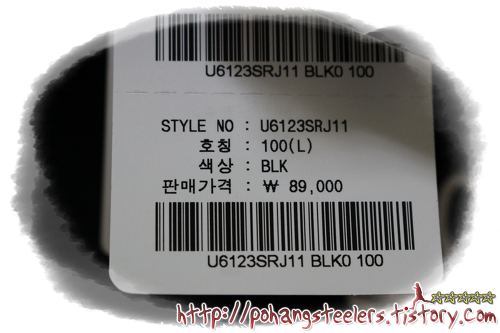 U6123SRJ11 BLK0 100
STYLE NO : U6123SRJ11
호칭 : 100(L)
색상 : BLK
판매가격 : ₩ 89,000
U6123SRJ11 BLK0 100
http://pohangsteelers.tistory.com